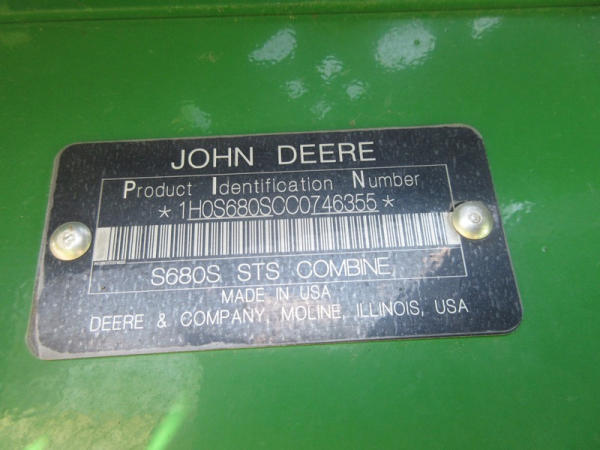 JOHN DEERE
Product Identification Number
*1H0S680SCC0746355*
S680S STS COMBINE
MADE IN USA
DEERE & COMPANY, MOLINE, ILLINOIS, USA